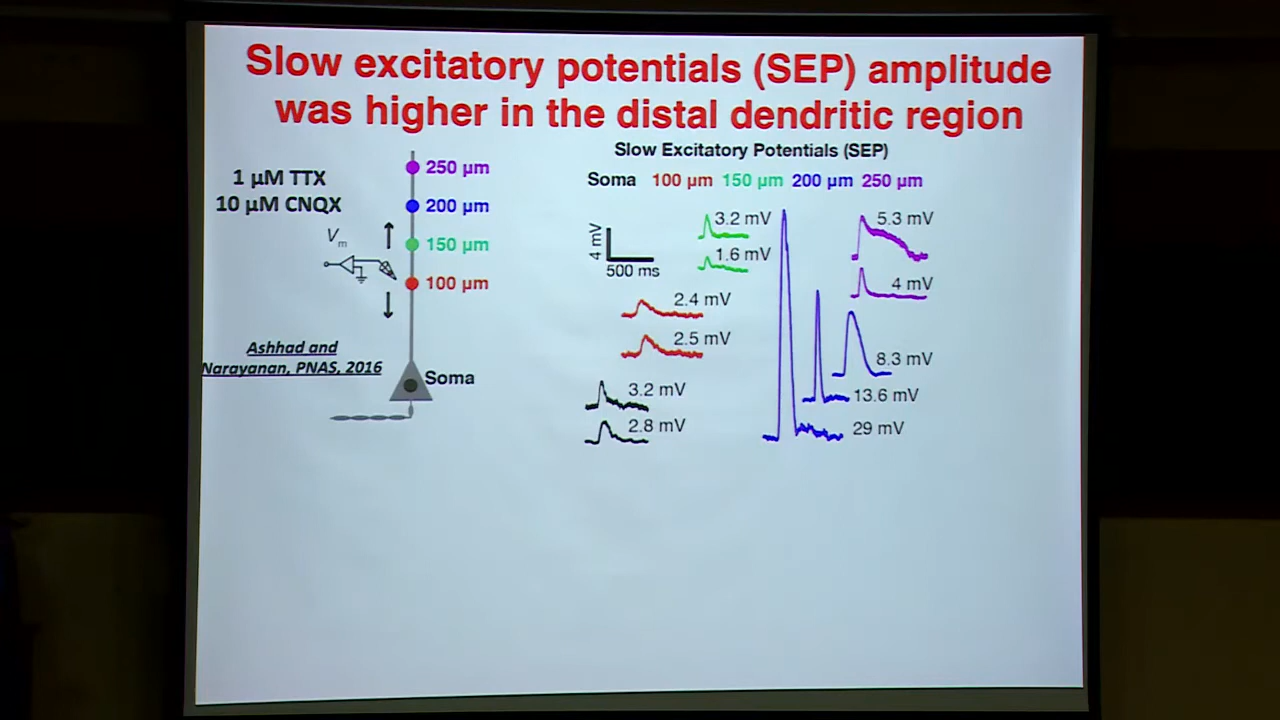 Slow excitatory potentials (SEP) amplitude
was higher in the distal dendritic region
1 µM TTX
10 µM CNQX
Vm
250 µm
200 µm
150 µm
100 µm
Soma
Ashhad and
Narayanan, PNAS, 2016
Slow Excitatory Potentials (SEP)
Soma 100 µm 150 µm 200 µm 250 µm
4 mV
500 ms
3.2 mV
1.6 mV
2.4 mV
2.5 mV
3.2 mV
2.8 mV
5.3 mV
4 mV
8.3 mV
13.6 mV
29 mV